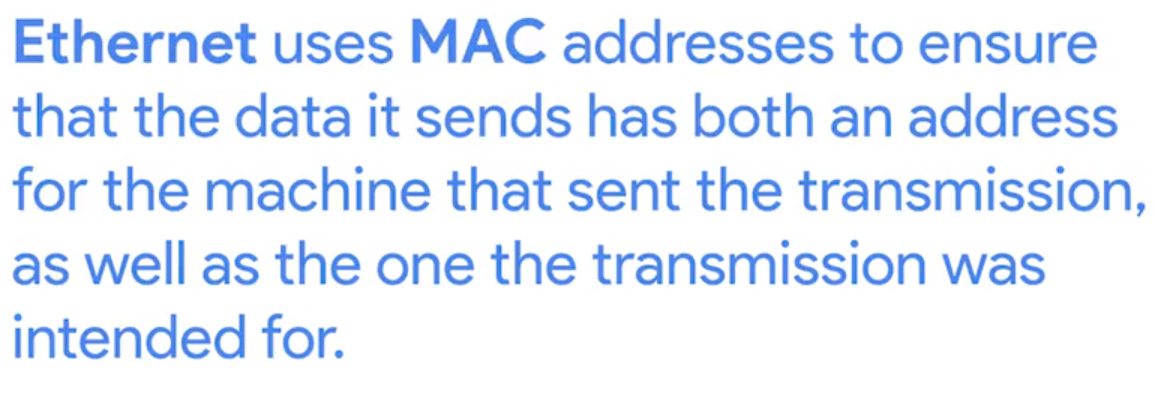 Ethernet uses MAC addresses to ensure
that the data it sends has both an address
for the machine that sent the transmission,
as well as the one the transmission was
intended for.